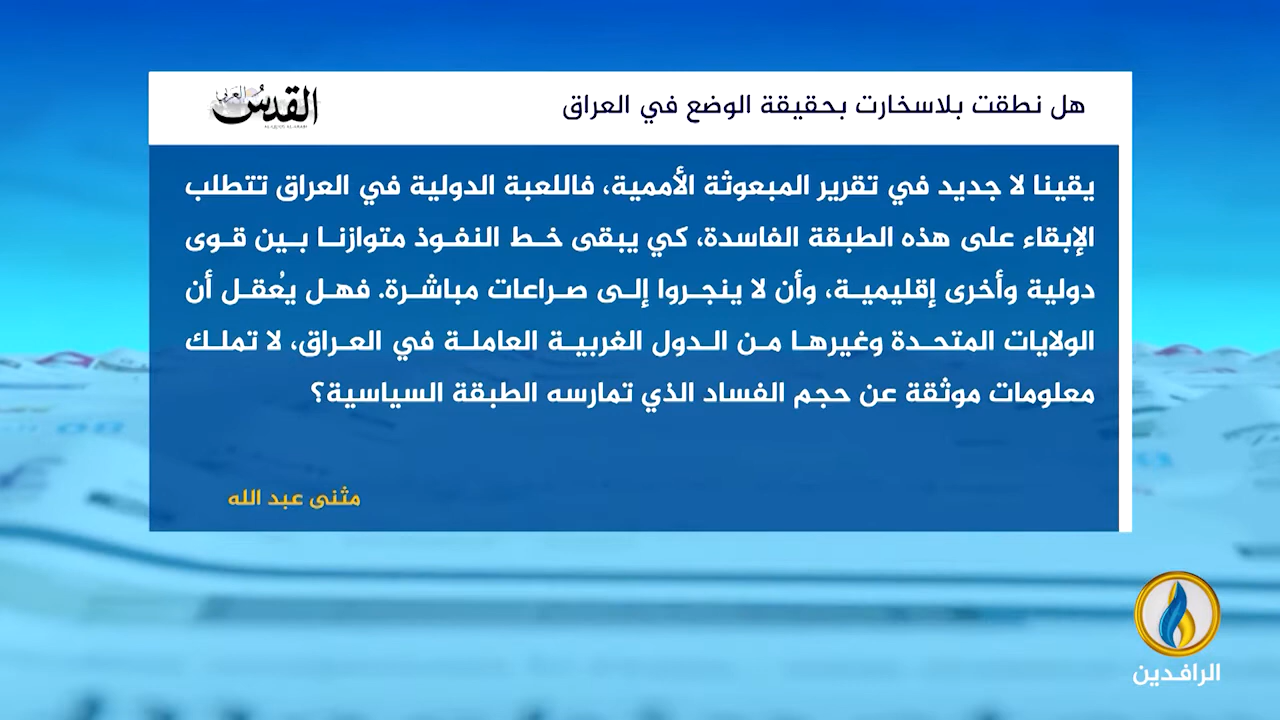 هل نطقت بلاسخارت بحقيقة الوضع في العراق
القدس العربي
يقينا لا جديد في تقرير المبعوثة الأممية، فاللعبة الدولية في العراق تتطلب
الإبقاء على هذه الطبقة الفاسدة، كي يبقى خط النفوذ متوازنا بين قوى
دولية وأخرى إقليمية، وأن لا ينجروا إلى صراعات مباشرة. فهل يُعقل أن
الولايات المتحدة وغيرها من الدول الغربية العاملة في العراق، لا تملك
معلومات موثقة عن حجم الفساد الذي تمارسه الطبقة السياسية؟
مثنى عبد الله
الرافدين